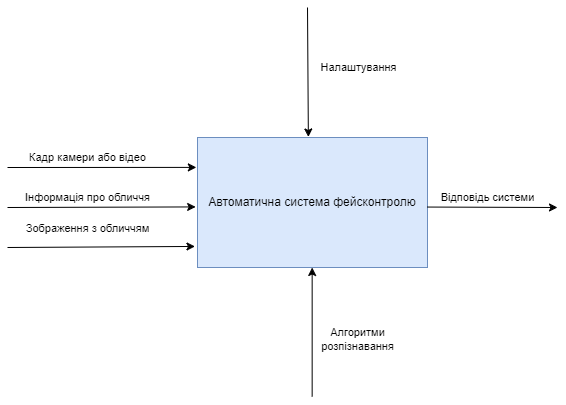 Налаштування
Кадр камери або відео
Інформація про обличчя
Зображення з обличчям
Автоматична система фейсконтролю
Відповідь системи
Алгоритми
розпізнавання